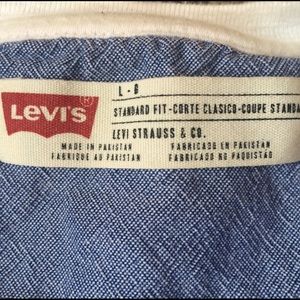 LEVI'S®
L-G
STANDARD FIT-CORTE CLASICO-COUPE STANDA
LEVI STRAUSS & CO.
MADE IN PAKISTAN FABRICADO EN PAKISTAN
FABRIQUE AU PAKISTAN FABRICADO NO PAQUISTÃO